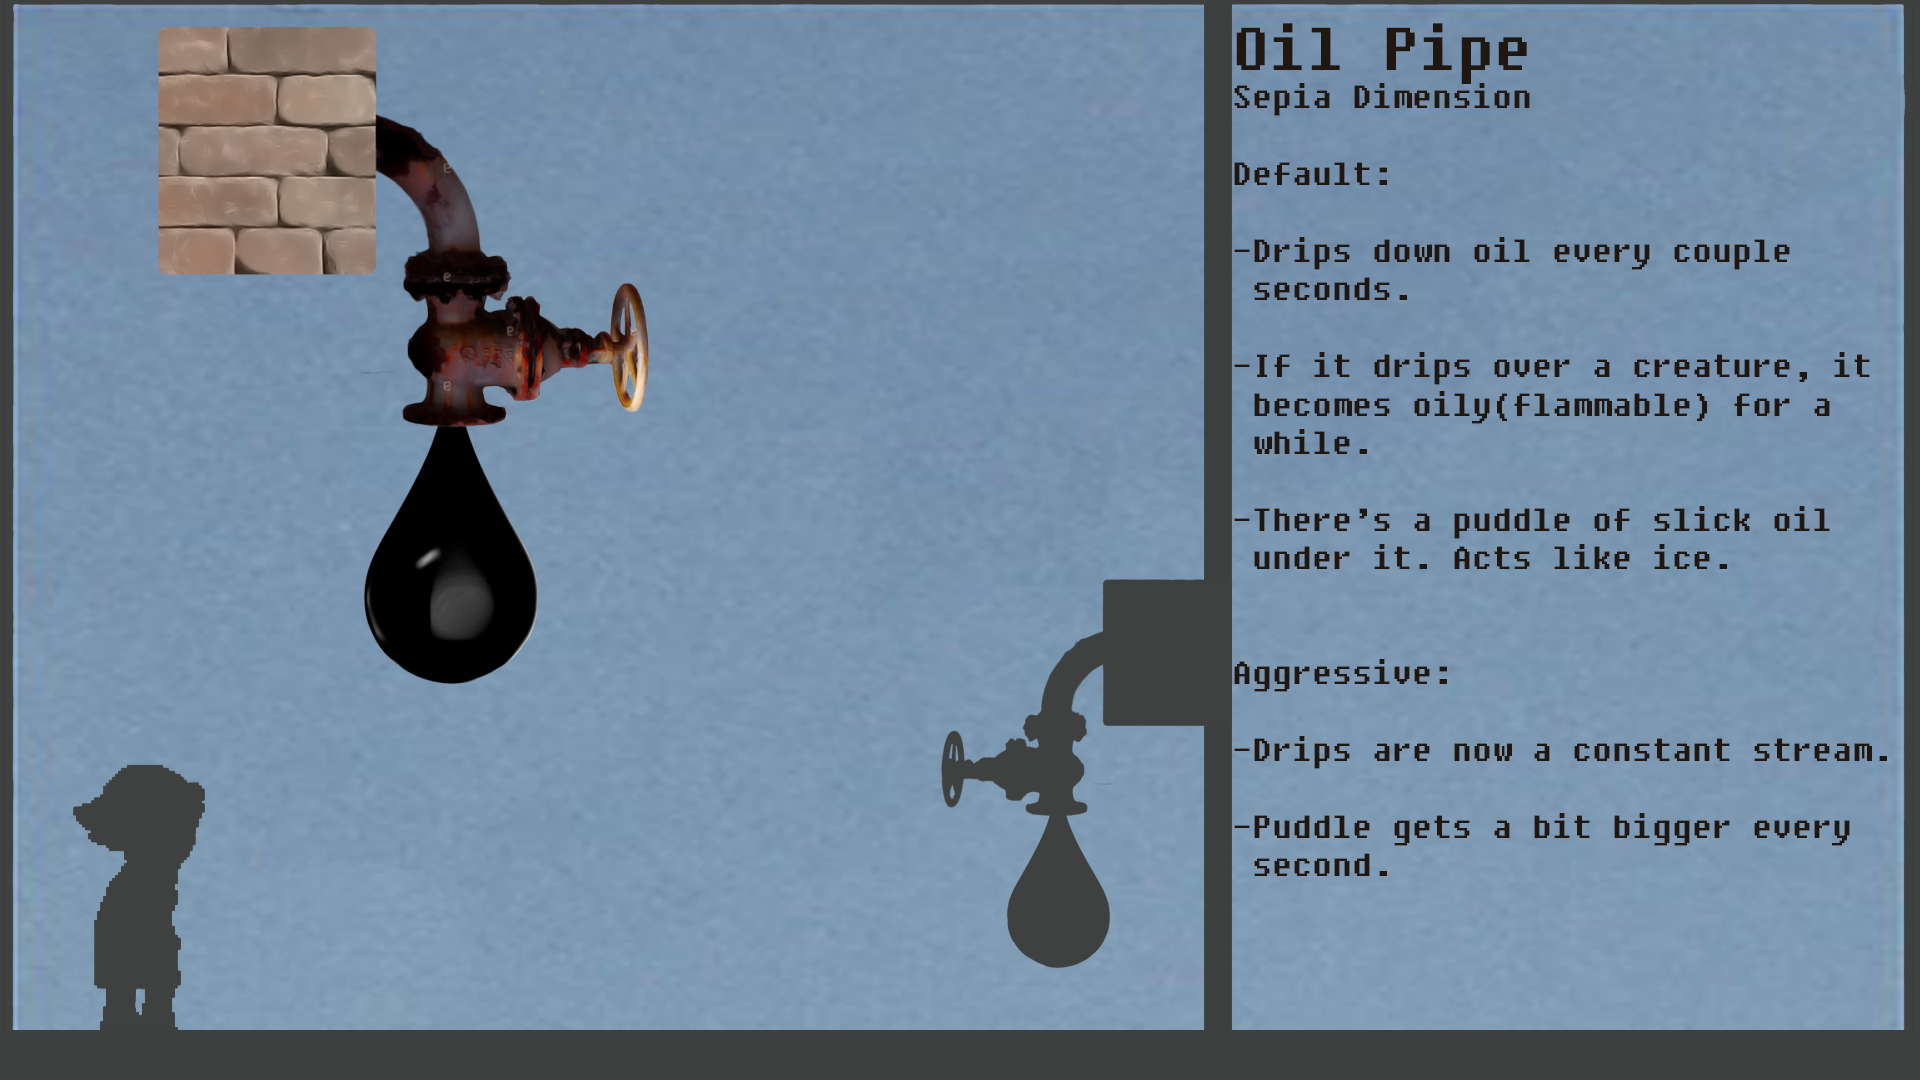 Oil Pipe
Sepia Dimension
Default:
-Drips down oil every couple
seconds.
-If it drips over a creature, it
becomes oily(flammable) for a
while.
-There's a puddle of slick oil
under it. Acts like ice.
Aggressive:
-Drips are now a constant stream.
-Puddle gets a bit bigger every
second.